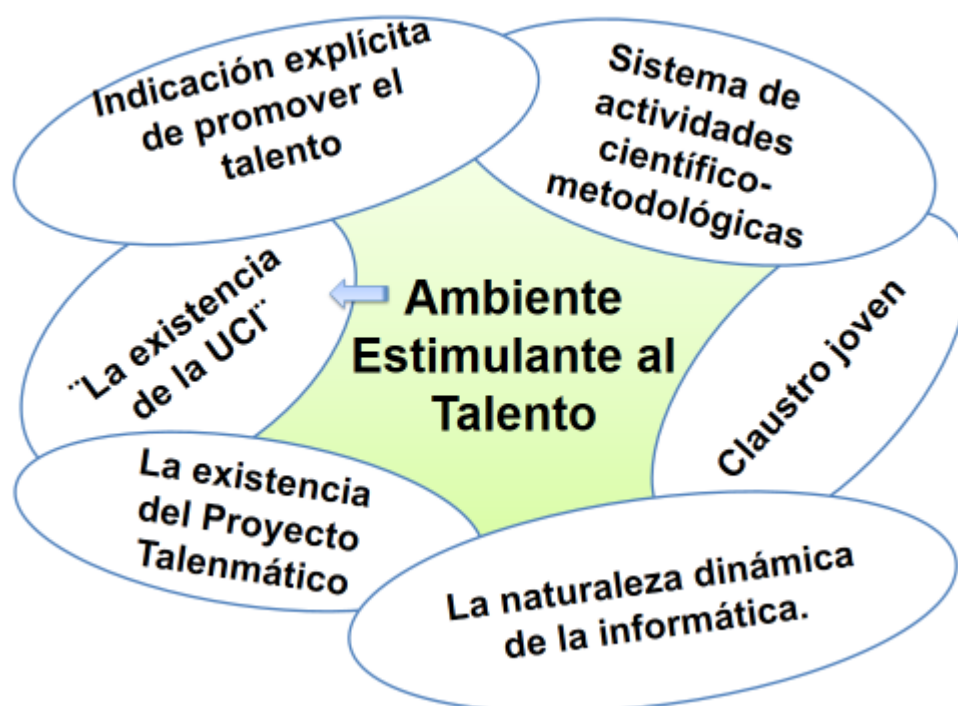 Indicación explícita
de promover el
talento
Sistema de
actividades
científico-
metodológicas
¨La existencia
de la UCI¨
Ambiente
Estimulante al
Talento
Claustro joven
La existencia
del Proyecto
Talenmático
La naturaleza dinámica
de la informática.